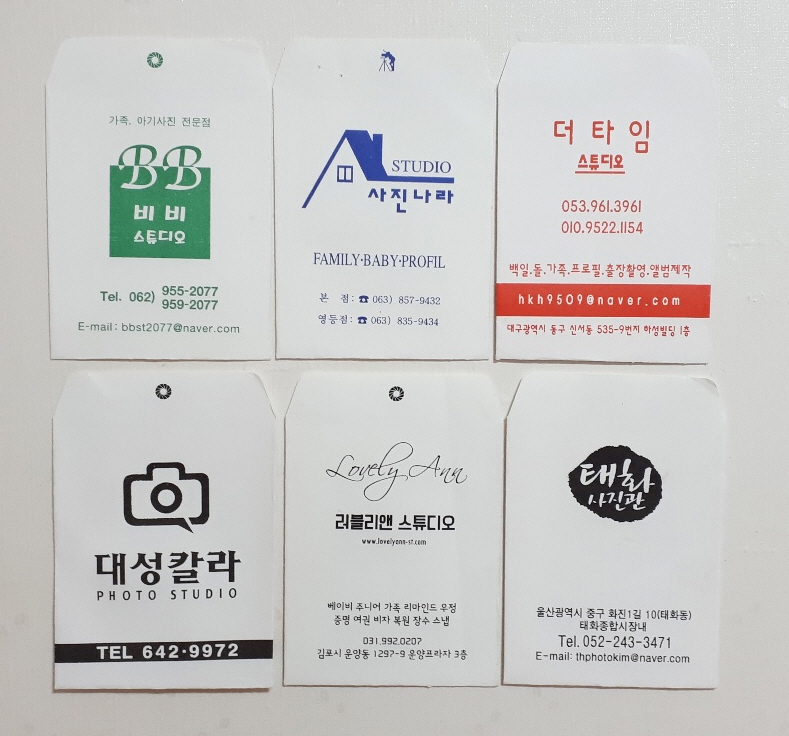 가족. 아기사진 전문점
BB
비비
스튜디오
Tel. 062) 955-2077
959-2077
E-mail: bbst2077@naver.com
STUDIO
사진나라
FAMILY·BABY·PROFIL
본 점: ☎ 063) 857-9432
영등점: ☎ 063) 835-9434
더 타 임
스튜디오
053.961.3961
010.9522.1154
백일.돌.가족.프로필.출장촬영.앨범제작
hkh9509@naver.com
대구광역시 동구 신서동 535-9번지 하성빌딩 1층
대성칼라
PHOTO STUDIO
TEL 642·9972
Lovely Ann
러블리앤 스튜디오
www.lovelyann-st.com
베이비 주니어 가족 리마인드 우정
증명 여권 비자 복원 장수 스냅
031.992.0207
김포시 운양동 1297-9 운양프라자 3층
태화
사진관
울산광역시 중구 화진1길 10(태화동)
태화종합시장내
Tel. 052-243-3471
E-mail: thphotokim@naver.com